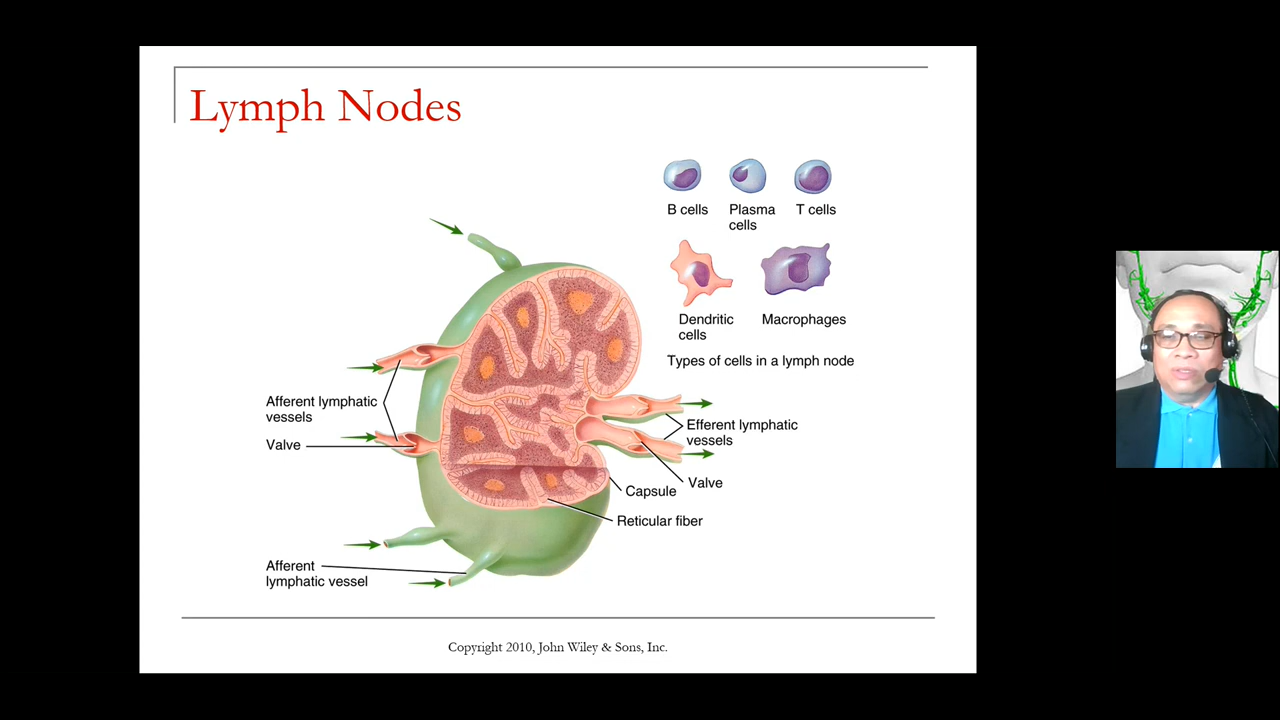 Lymph Nodes
B cells
Plasma
cells
T cells
Dendritic
cells
Macrophages
Types of cells in a lymph node
Afferent lymphatic
vessels
Valve
Efferent lymphatic
vessels
Valve
Capsule
Reticular fiber
Afferent
lymphatic vessel
Copyright 2010, John Wiley & Sons, Inc.